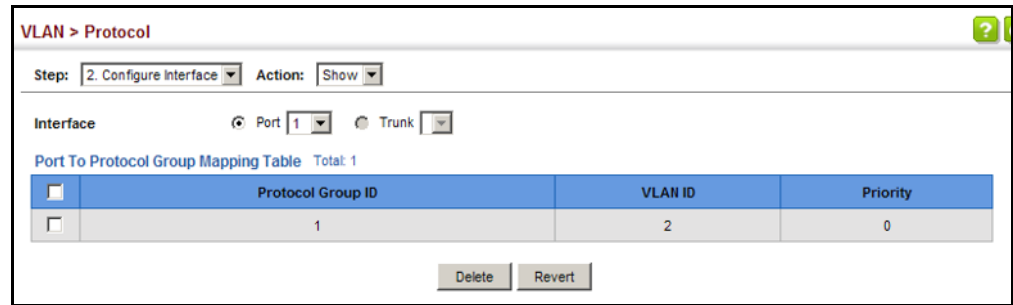 VLAN > Protocol ?
Step: 2. Configure Interface Action: Show
Interface Port 1 Trunk
Port To Protocol Group Mapping Table Total: 1
Protocol Group ID VLAN ID Priority
1 2 0
Delete Revert